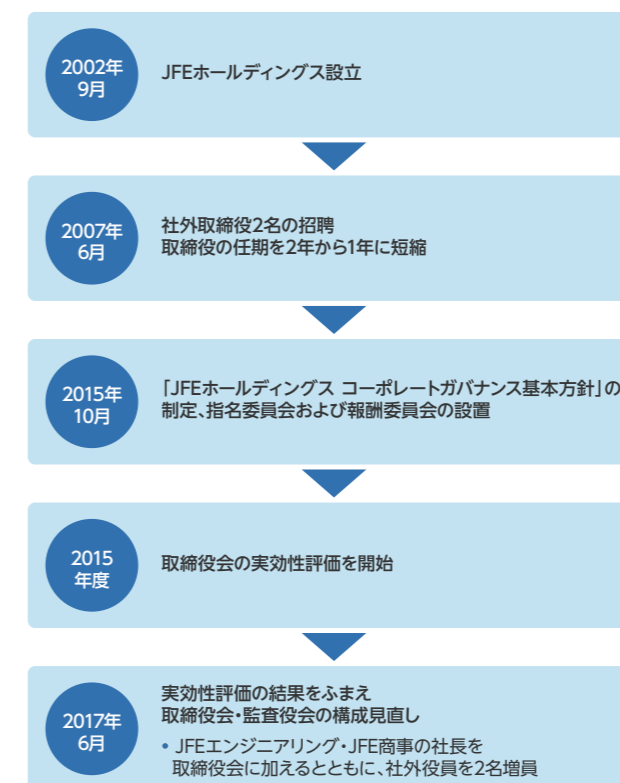 2002年
9月
JFEホールディングス設立
2007年
6月
社外取締役2名の招聘
取締役の任期を2年から1年に短縮
2015年
10月
「JFEホールディングス コーポレートガバナンス基本方針」の
制定、指名委員会および報酬委員会の設置
2015
年度
取締役会の実効性評価を開始
2017年
6月
実効性評価の結果をふまえ
取締役会・監査役会の構成見直し
• JFEエンジニアリング・JFE商事の社長を
取締役会に加えるとともに、社外役員を2名増員